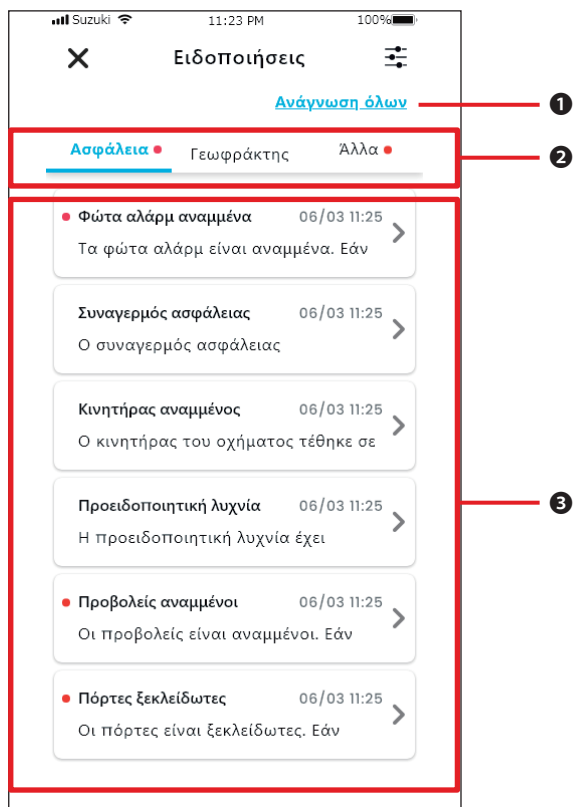 Suzuki 11:23 PM 100%
Ειδοποιήσεις
Ανάγνωση όλων
❶
Ασφάλεια Γεωφράκτης Άλλα
❷
Φώτα αλάρμ αναμμένα 06/03 11:25
Τα φώτα αλάρμ είναι αναμμένα. Εάν
Συναγερμός ασφάλειας 06/03 11:25
Ο συναγερμός ασφάλειας
Κινητήρας αναμμένος 06/03 11:25
Ο κινητήρας του οχήματος τέθηκε σε
Προειδοποιητική λυχνία 06/03 11:25
Η προειδοποιητική λυχνία έχει
❸
Προβολείς αναμμένοι 06/03 11:25
Οι προβολείς είναι αναμμένοι. Εάν
Πόρτες ξεκλείδωτες 06/03 11:25
Οι πόρτες είναι ξεκλείδωτες. Εάν